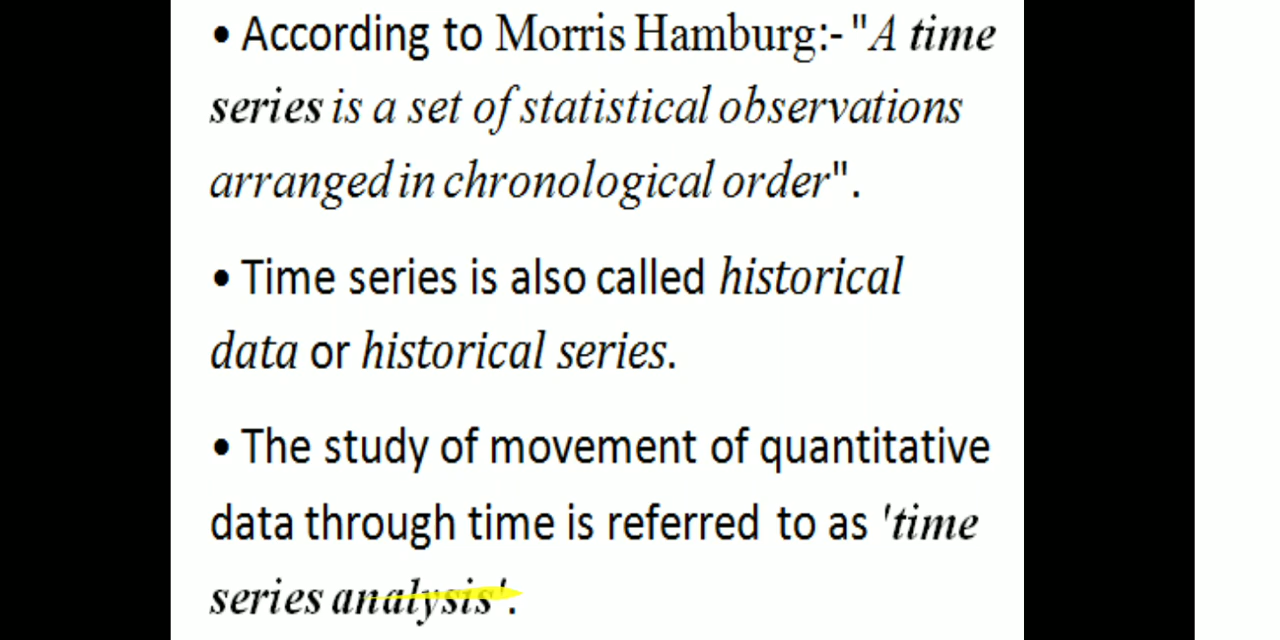 • According to Morris Hamburg:-"A time
series is a set of statistical observations
arranged in chronological order".
• Time series is also called historical
data or historical series.
• The study of movement of quantitative
data through time is referred to as 'time
series analysis'.